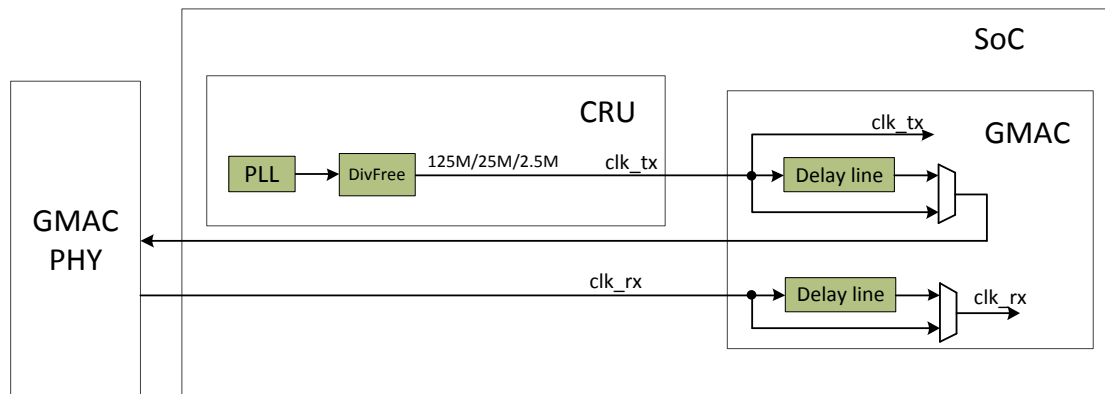 SoC
CRU
clk_tx
GMAC
125M/25M/2.5M
clk_tx
PLL
DivFree
Delay line
GMAC
PHY
clk_rx
Delay line
clk_rx